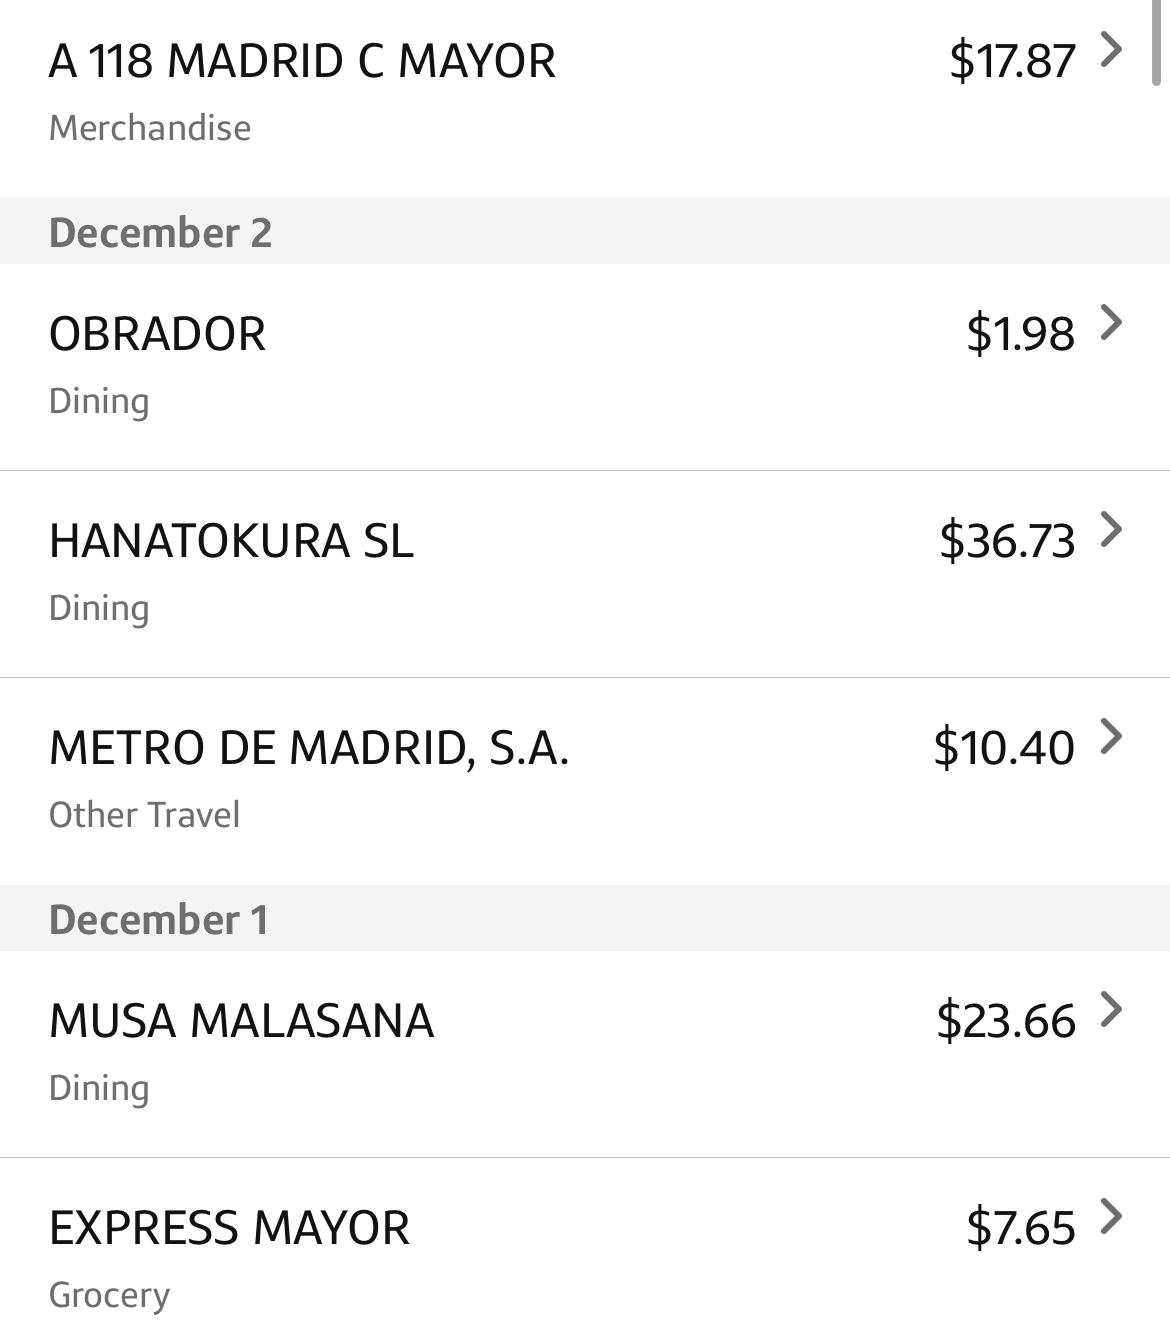 A 118 MADRID C MAYOR $17.87
Merchandise
December 2
OBRADOR $1.98
Dining
HANATOKURA SL $36.73
Dining
METRO DE MADRID, S.A. $10.40
Other Travel
December 1
MUSA MALASANA $23.66
Dining
EXPRESS MAYOR $7.65
Grocery